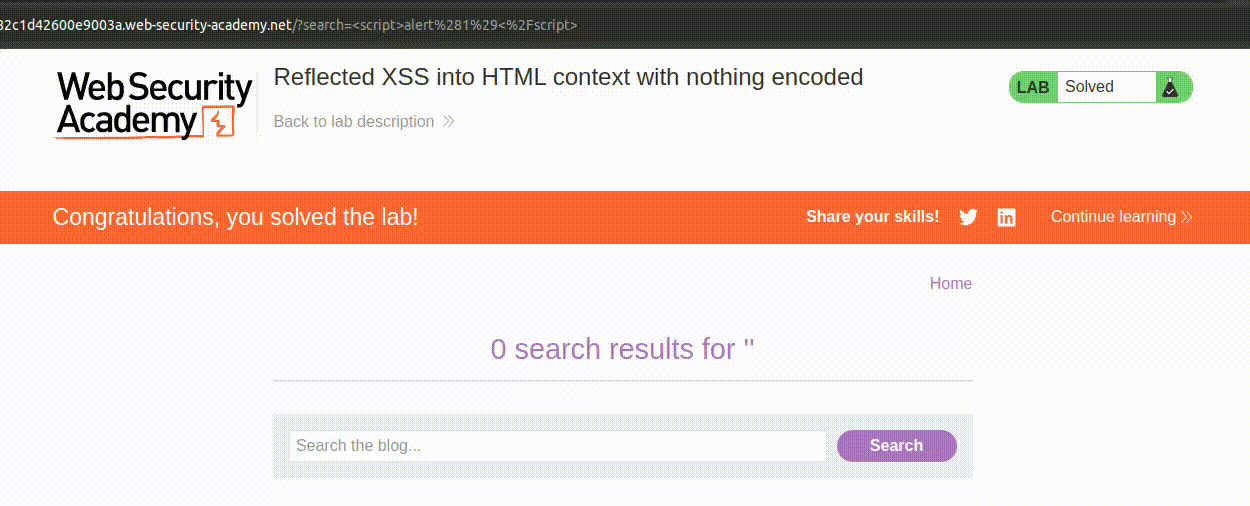 82c1d42600e9003a.web-security-academy.net/?search=<script>alert%281%29<%2Fscript>
Web Security
Academy
Reflected XSS into HTML context with nothing encoded
Back to lab description
LAB Solved
Congratulations, you solved the lab!
Share your skills!
Continue learning
Home
0 search results for ''
Search the blog...
Search